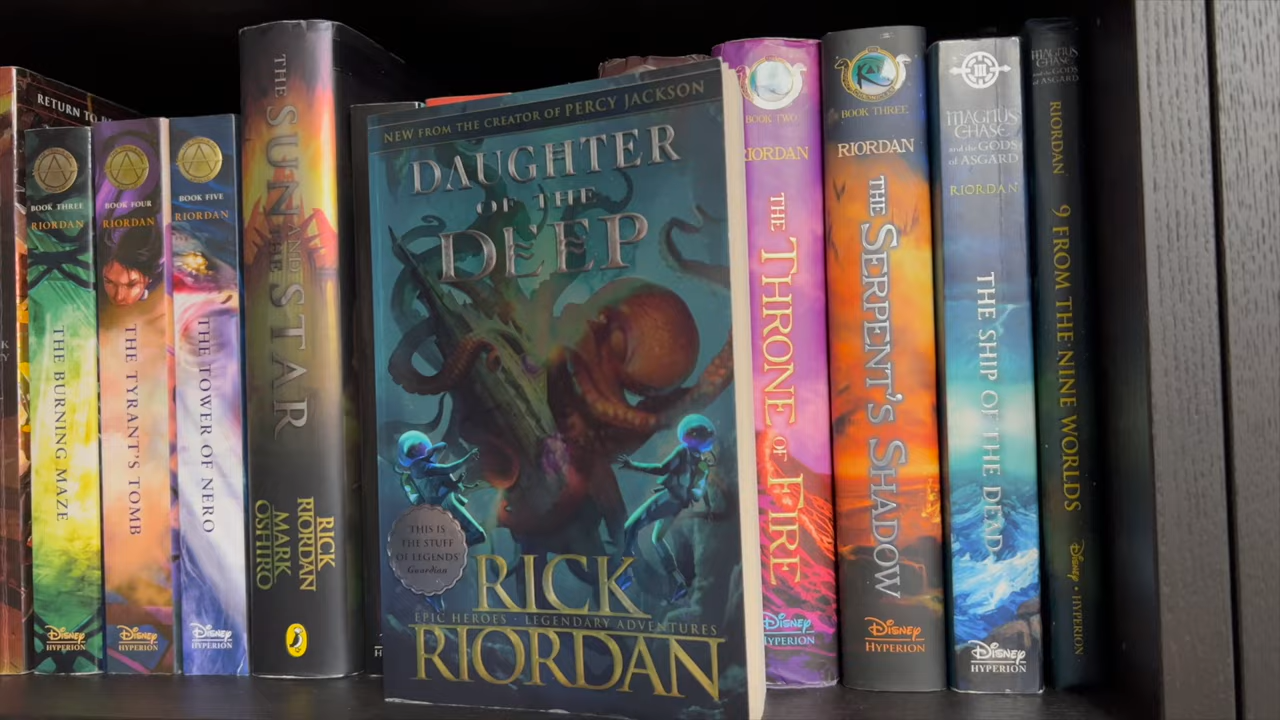 RETURN TO
BOOK THREE
RIORDAN
THE BURNING MAZE
Disney
HYPERION
BOOK FOUR
RIORDAN
THE TYRANT'S TOMB
Disney
HYPERION
BOOK FIVE
RIORDAN
THE TOWER OF NERO
Disney
HYPERION
THE SUN AND THE STAR
RICK
RIORDAN
MARK
OSHIRO
NEW FROM THE CREATOR OF PERCY JACKSON
DAUGHTER
OF THE
DEEP
THIS IS
THE STUFF
OF LEGENDS'
Guardian
RICK
EPIC HEROES · LEGENDARY ADVENTURES
RIORDAN
BOOK TWO
RIORDAN
THE THRONE OF FIRE
Disney
HYPERION
BOOK THREE
RIORDAN
THE SERPENT'S SHADOW
Disney
HYPERION
MAGNUS
CHASE
and the GODS
of ASGARD
RIORDAN
THE SHIP OF THE DEAD
Disney
HYPERION
MAGNUS
CHASE
and the GODS
of ASGARD
RIORDAN
9 FROM THE NINE WORLDS
Disney · HYPERION